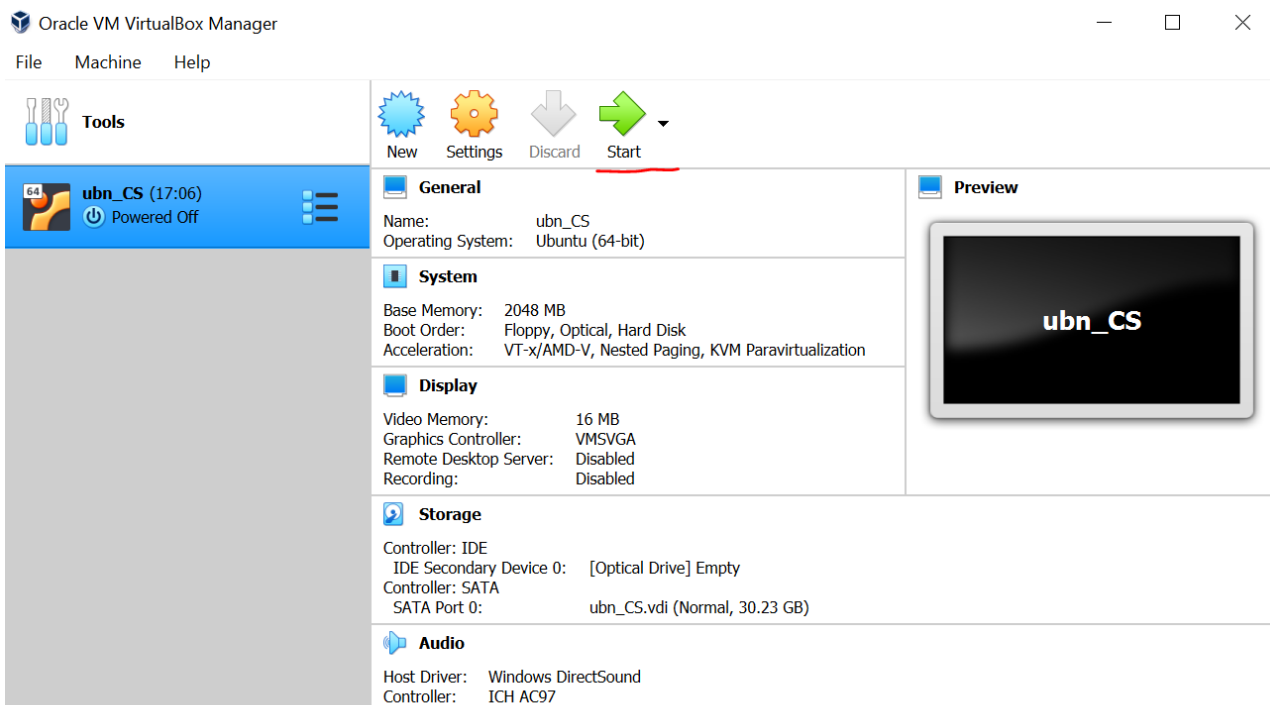 Oracle VM VirtualBox Manager
File Machine Help
Tools
New Settings Discard Start
64
ubn_CS (17:06)
Powered Off
General
Name: ubn_CS
Operating System: Ubuntu (64-bit)
System
Base Memory: 2048 MB
Boot Order: Floppy, Optical, Hard Disk
Acceleration: VT-x/AMD-V, Nested Paging, KVM Paravirtualization
Display
Video Memory: 16 MB
Graphics Controller: VMSVGA
Remote Desktop Server: Disabled
Recording: Disabled
Preview
ubn_CS
Storage
Controller: IDE
IDE Secondary Device 0: [Optical Drive] Empty
Controller: SATA
SATA Port 0: ubn_CS.vdi (Normal, 30.23 GB)
Audio
Host Driver: Windows DirectSound
Controller: ICH AC97